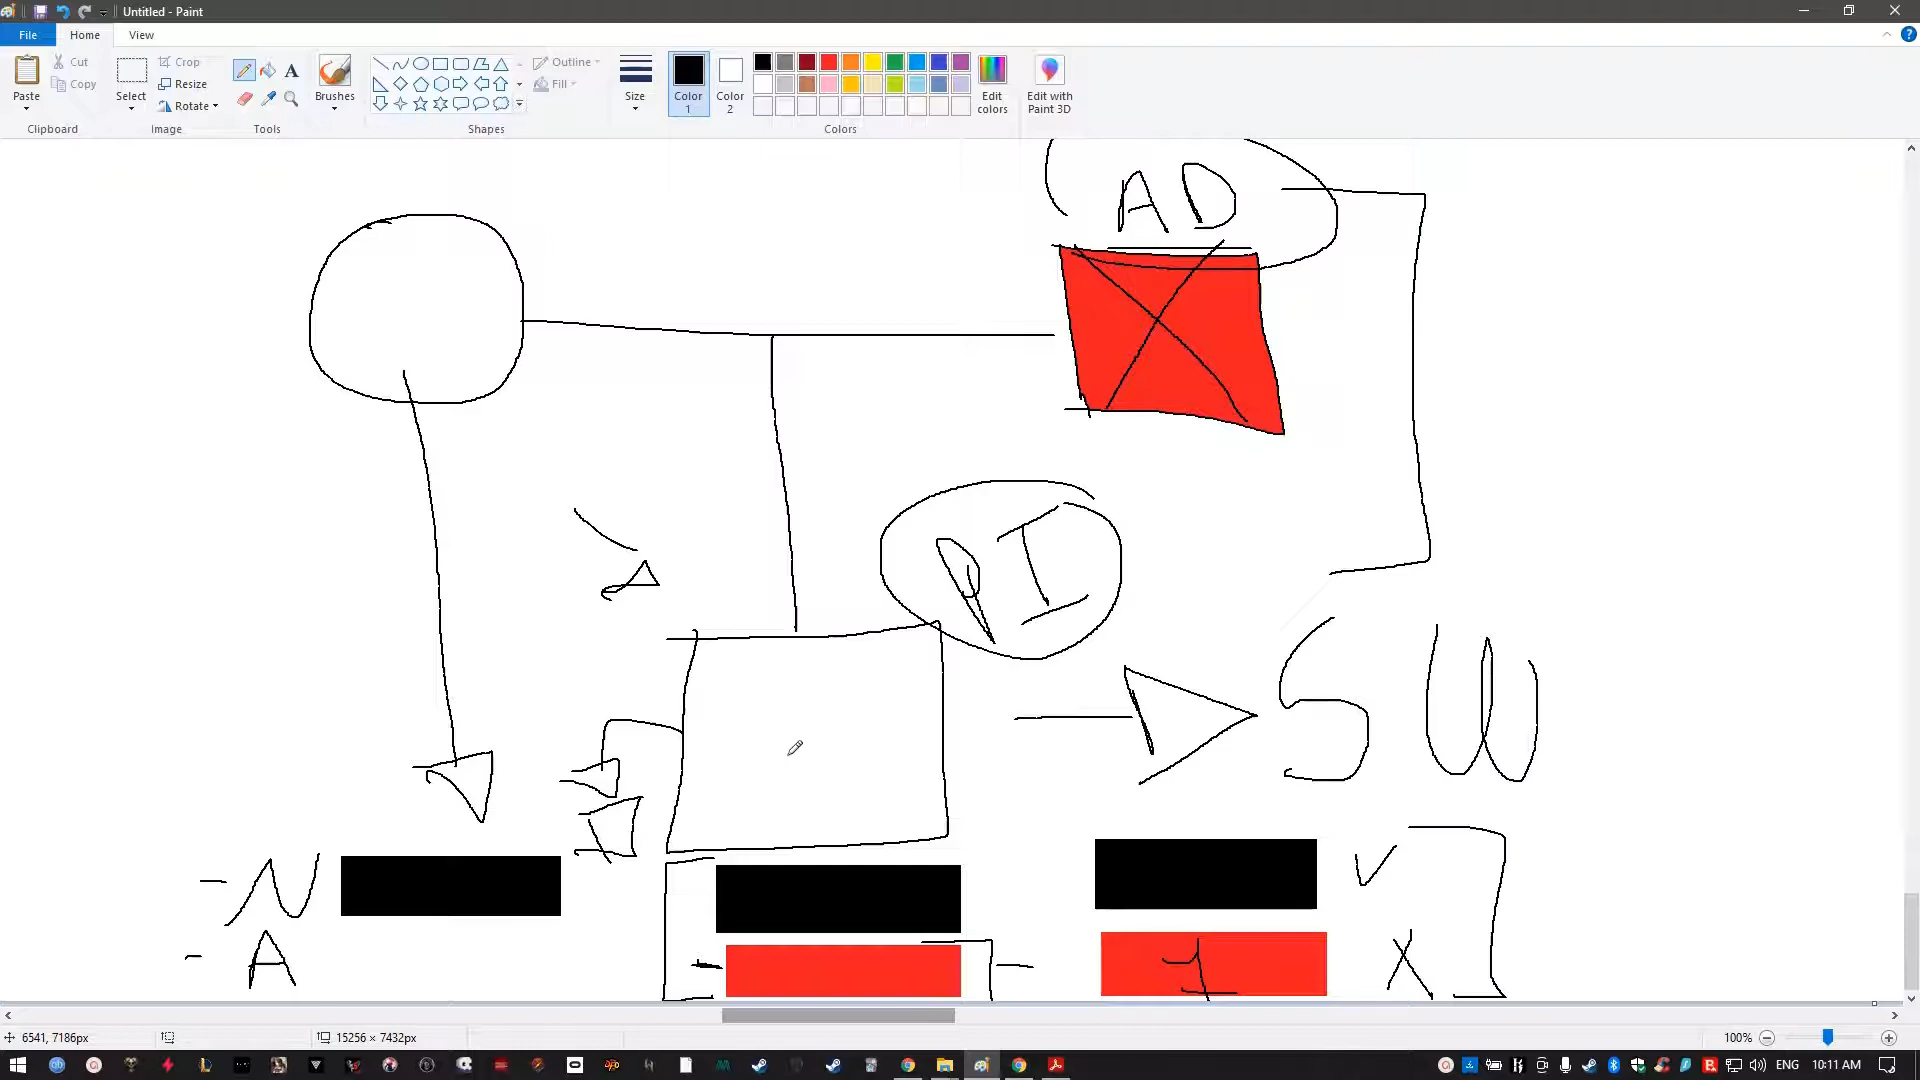 Untitled - Paint
File Home View
Paste
Cut
Copy
Clipboard
Select
Crop
Resize
Rotate
Image
Tools
Brushes
Shapes
Outline
Fill
Size
Color 1
Color 2
Colors
Edit colors
Edit with Paint 3D
AD
SW
- N
- A
X
6541, 7186px
15256 × 7432px
100%
ENG
10:11 AM